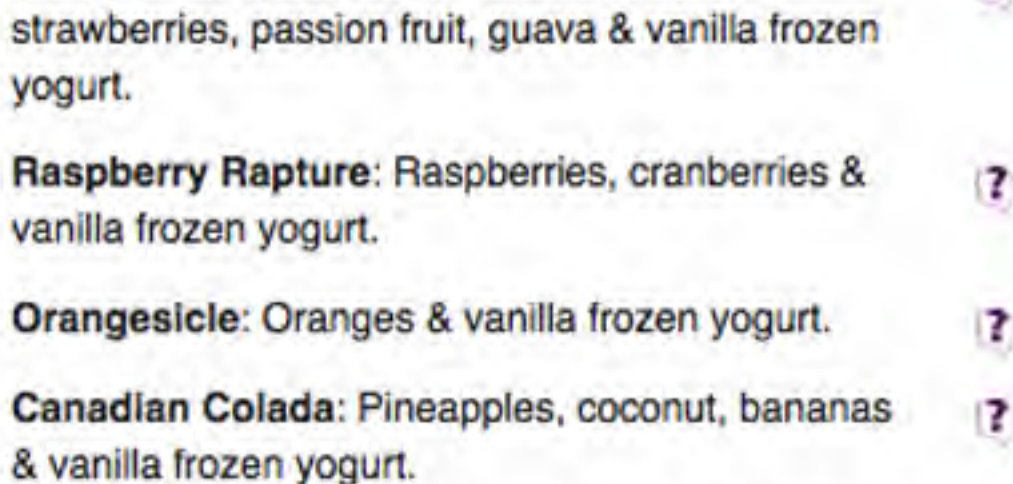 strawberries, passion fruit, guava & vanilla frozen
yogurt.
Raspberry Rapture: Raspberries, cranberries &
vanilla frozen yogurt.
?
Orangesicle: Oranges & vanilla frozen yogurt.
?
Canadian Colada: Pineapples, coconut, bananas
& vanilla frozen yogurt.
?